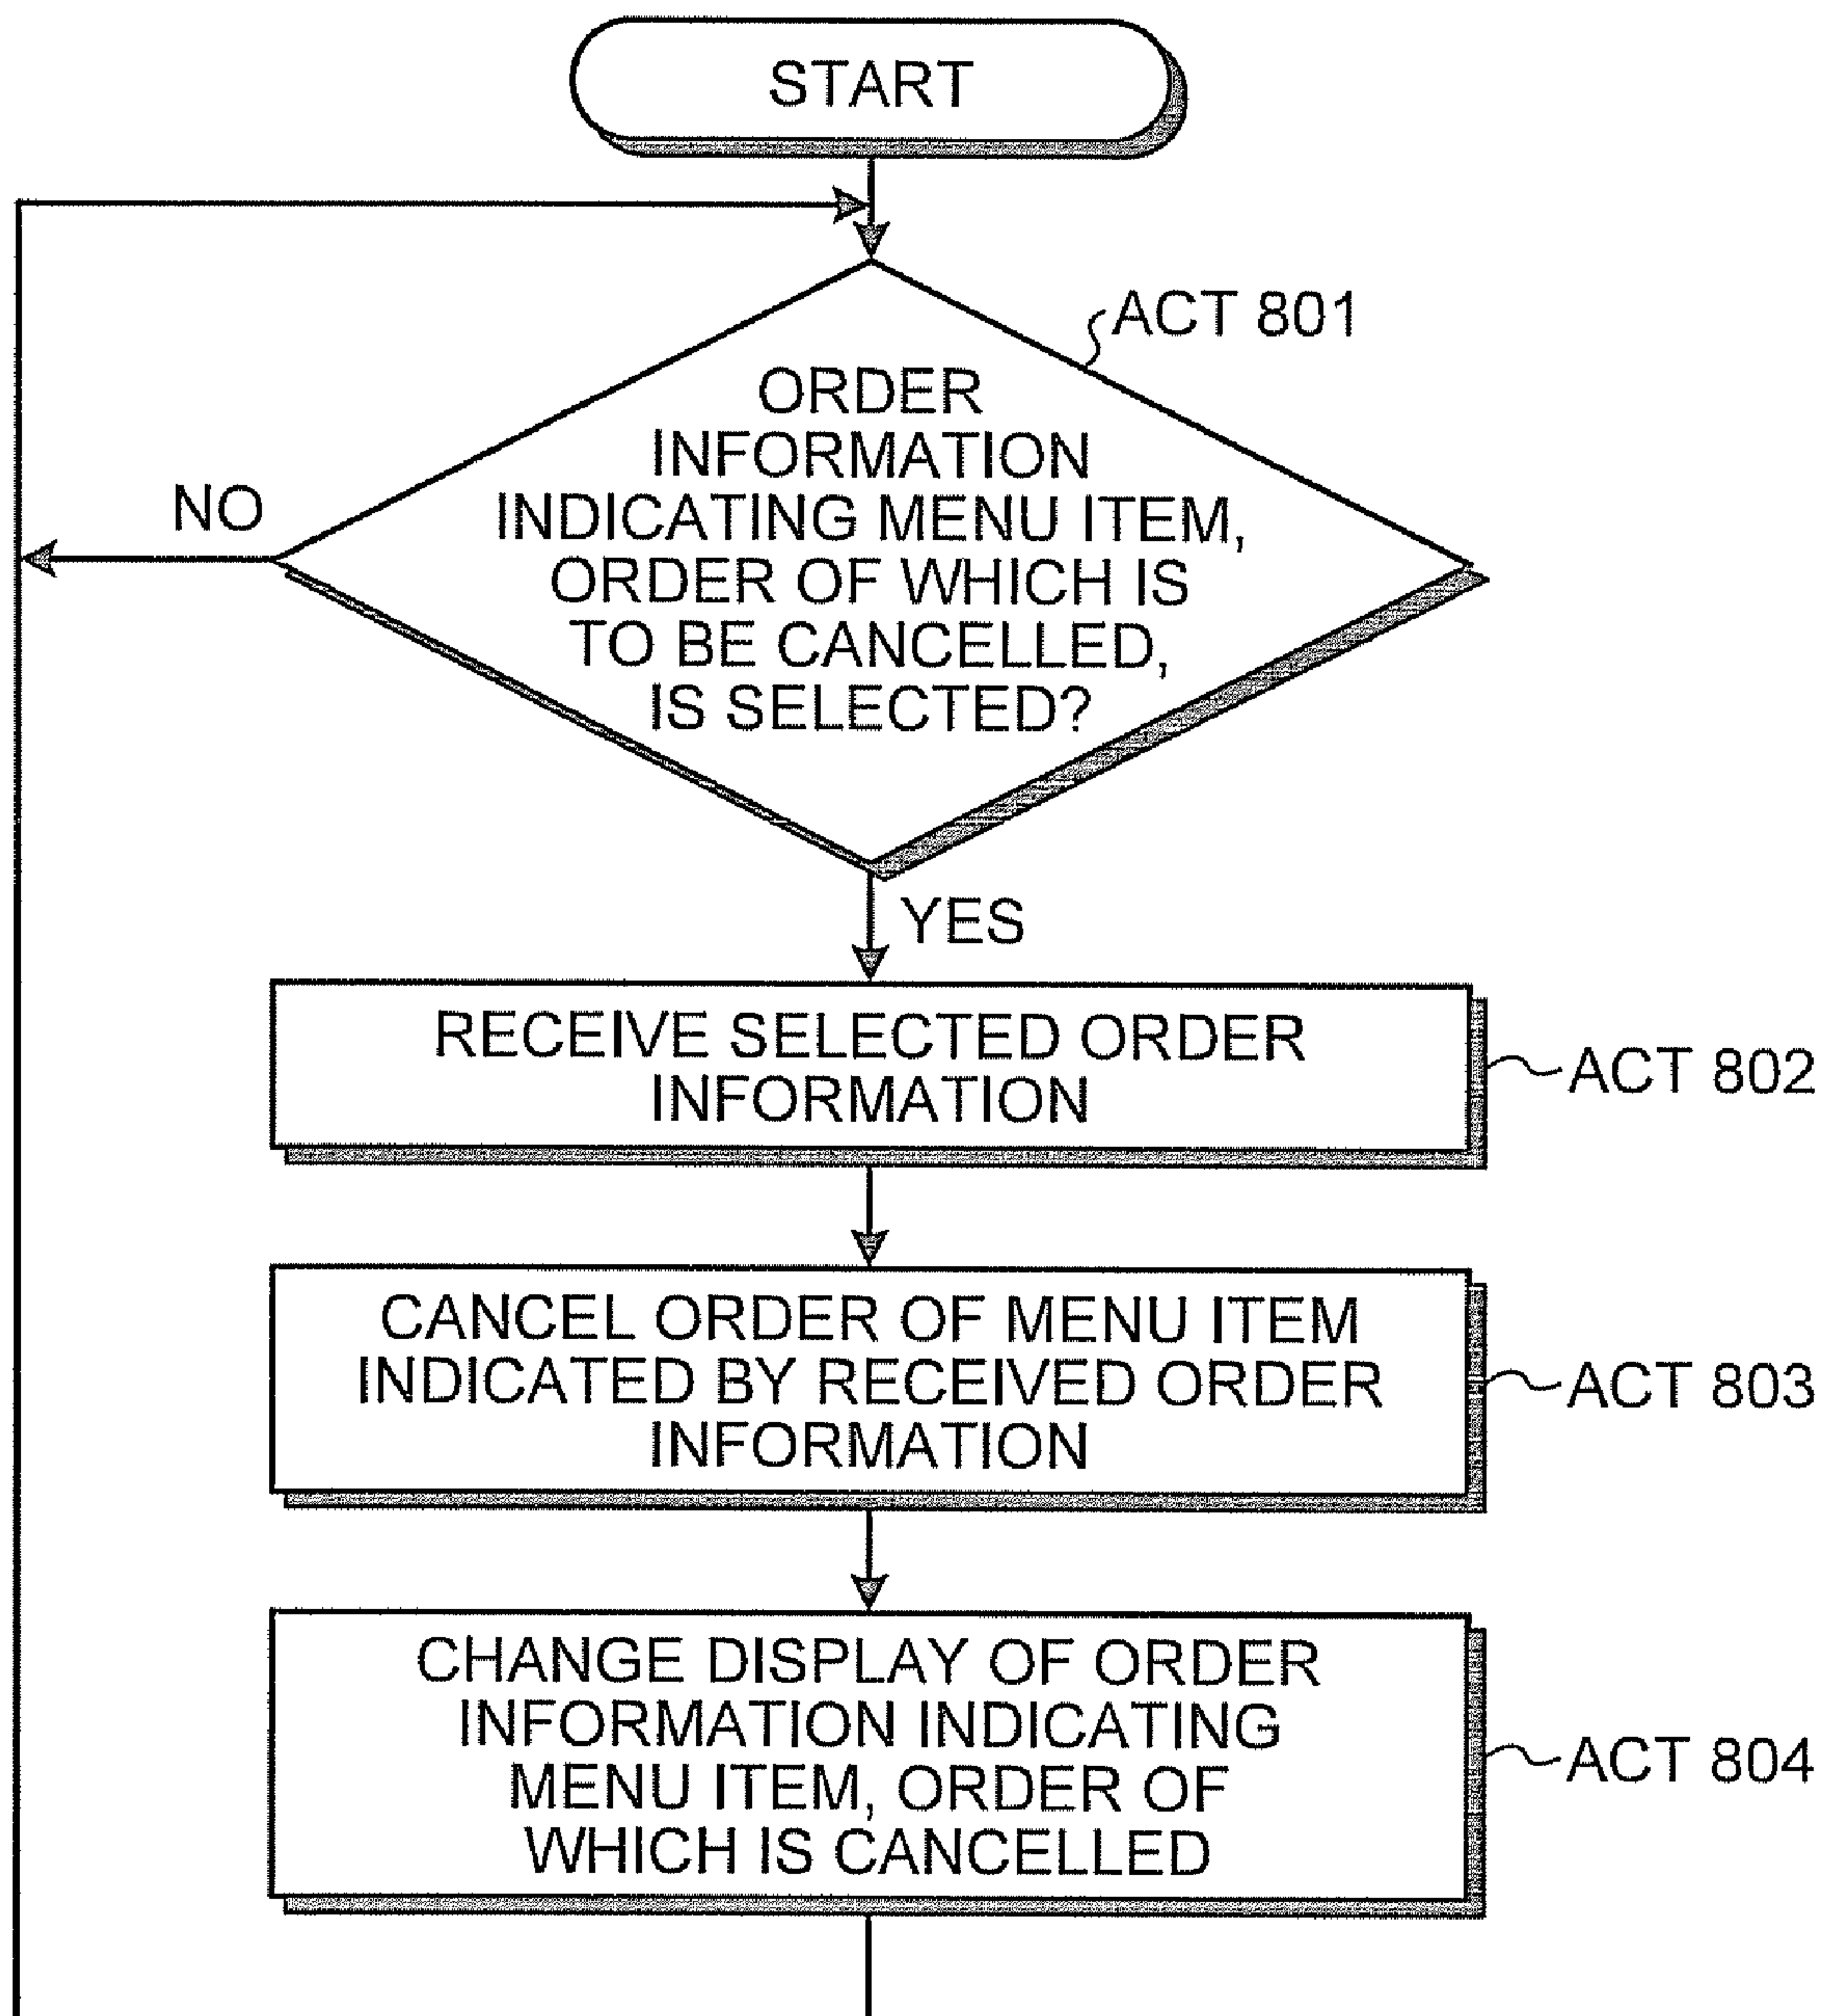 START
ACT 801
ORDER
INFORMATION
INDICATING MENU ITEM,
ORDER OF WHICH IS
TO BE CANCELLED,
IS SELECTED?
NO
YES
RECEIVE SELECTED ORDER
INFORMATION
ACT 802
CANCEL ORDER OF MENU ITEM
INDICATED BY RECEIVED ORDER
INFORMATION
ACT 803
CHANGE DISPLAY OF ORDER
INFORMATION INDICATING
MENU ITEM, ORDER OF
WHICH IS CANCELLED
ACT 804